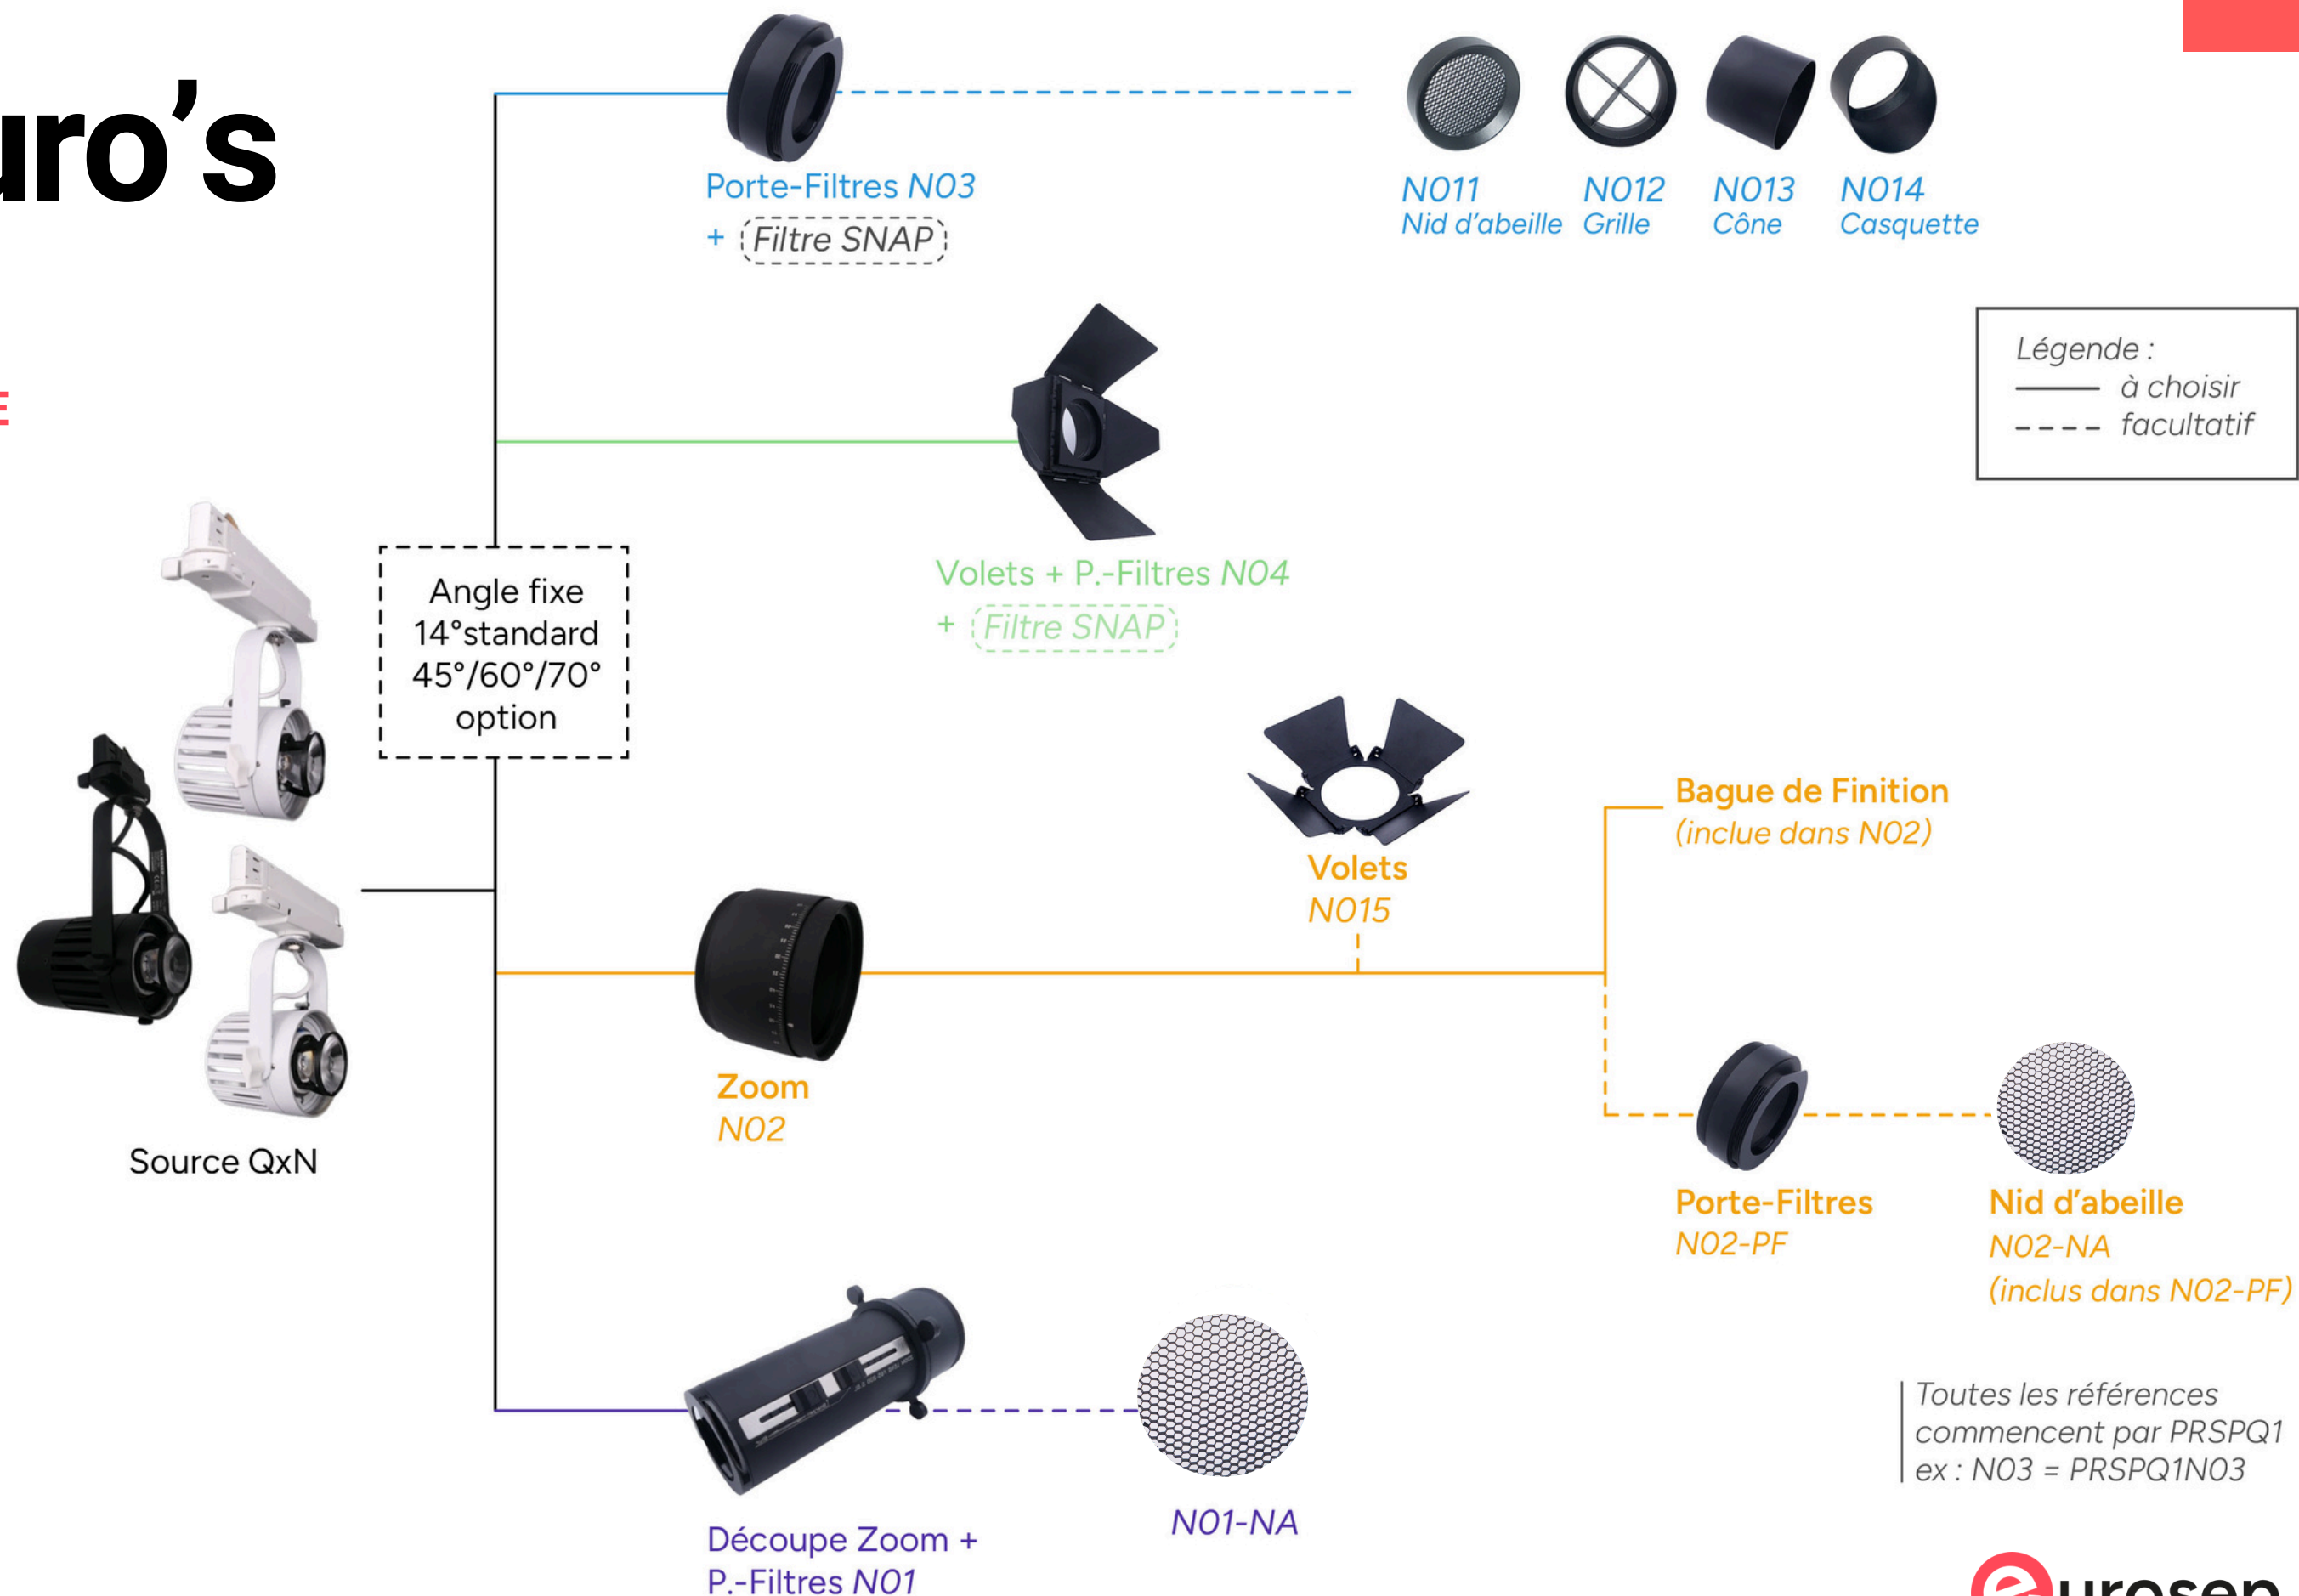 uro's
E
Porte-Filtres N03
+ Filtre SNAP
N011
Nid d'abeille
N012
Grille
N013
Cône
N014
Casquette
Légende :
à choisir
facultatif
Volets + P.-Filtres N04
+ Filtre SNAP
Angle fixe
14°standard
45°/60°/70°
option
Source QxN
Volets
N015
Bague de Finition
(inclue dans N02)
Zoom
N02
Porte-Filtres
N02-PF
Nid d'abeille
N02-NA
(inclus dans N02-PF)
Découpe Zoom +
P.-Filtres N01
N01-NA
Toutes les références
commencent par PRSPQ1
ex : N03 = PRSPQ1N03
eurosep